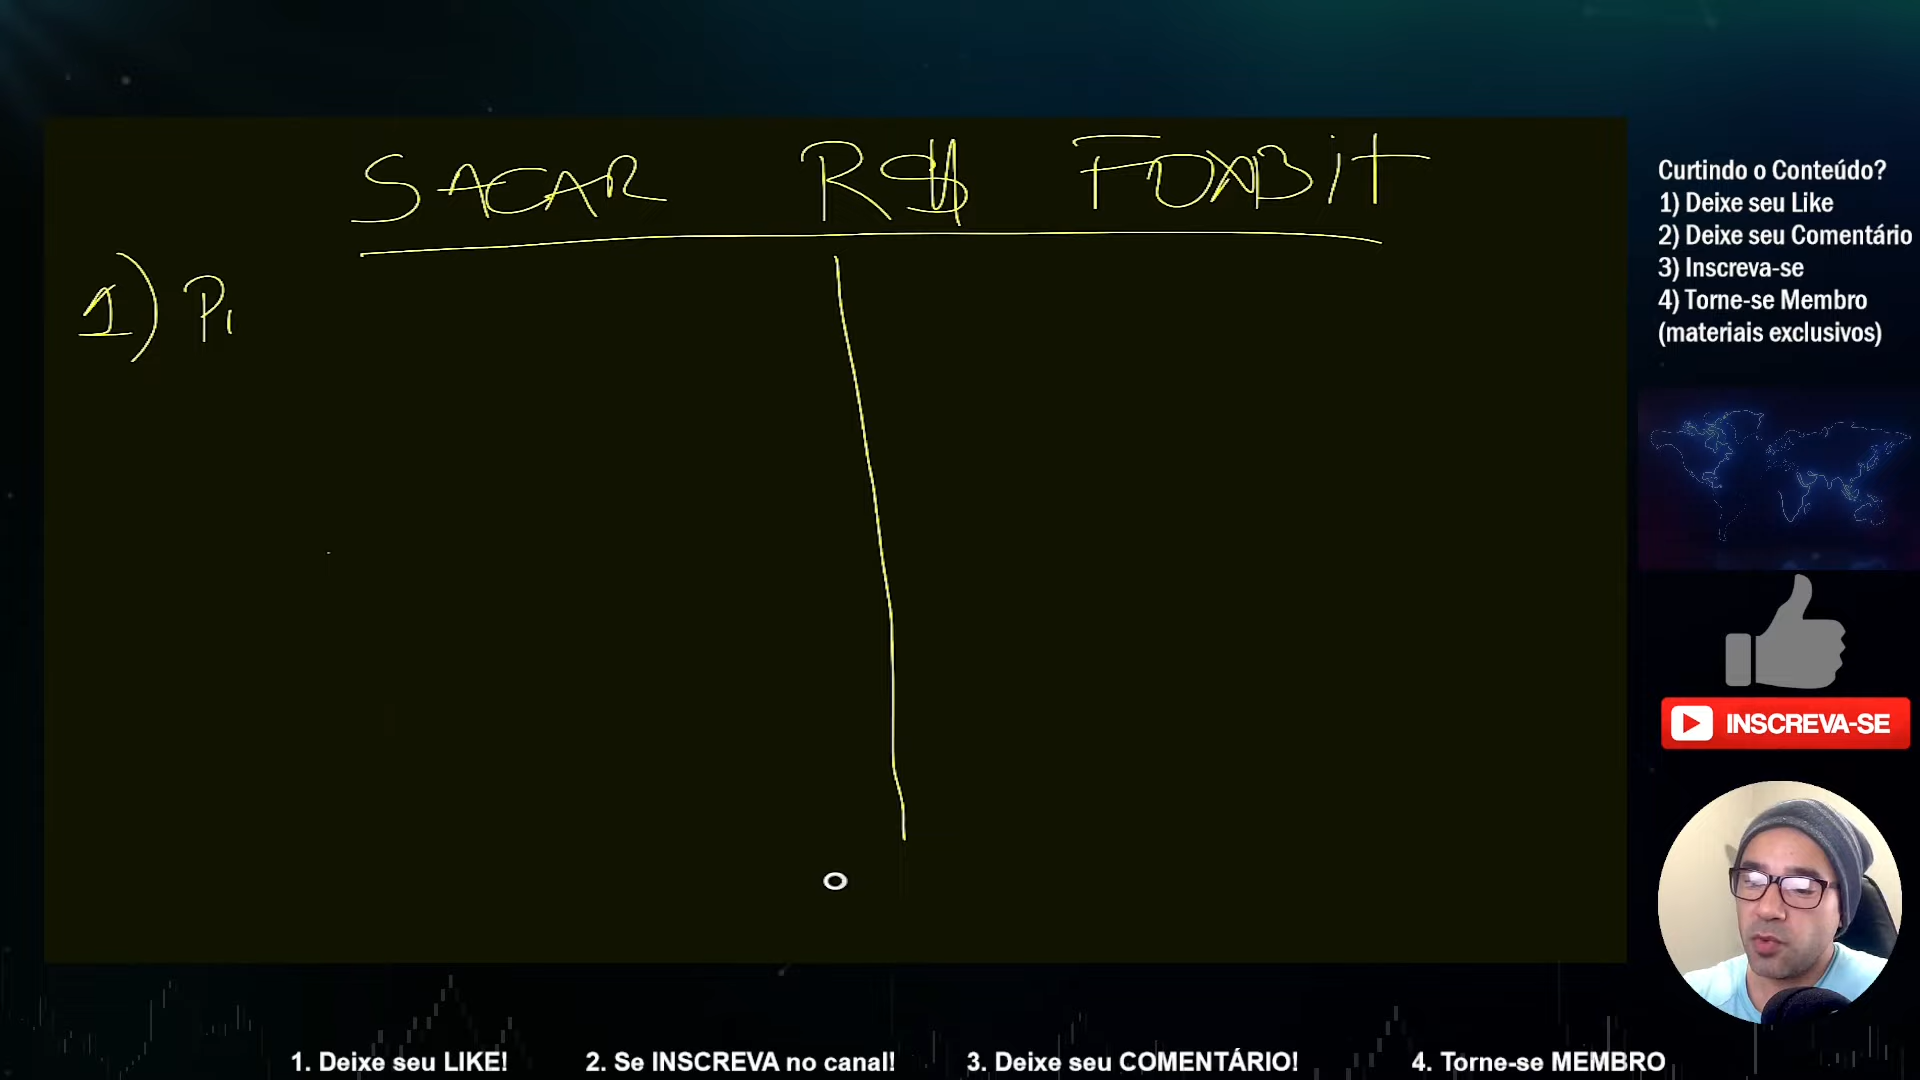 SACAR R$ FOXBit
1) Pi
Curtindo o Conteúdo?
1) Deixe seu Like
2) Deixe seu Comentário
3) Inscreva-se
4) Torne-se Membro
(materiais exclusivos)
INSCREVA-SE
1. Deixe seu LIKE! 2. Se INSCREVA no canal! 3. Deixe seu COMENTÁRIO! 4. Torne-se MEMBRO